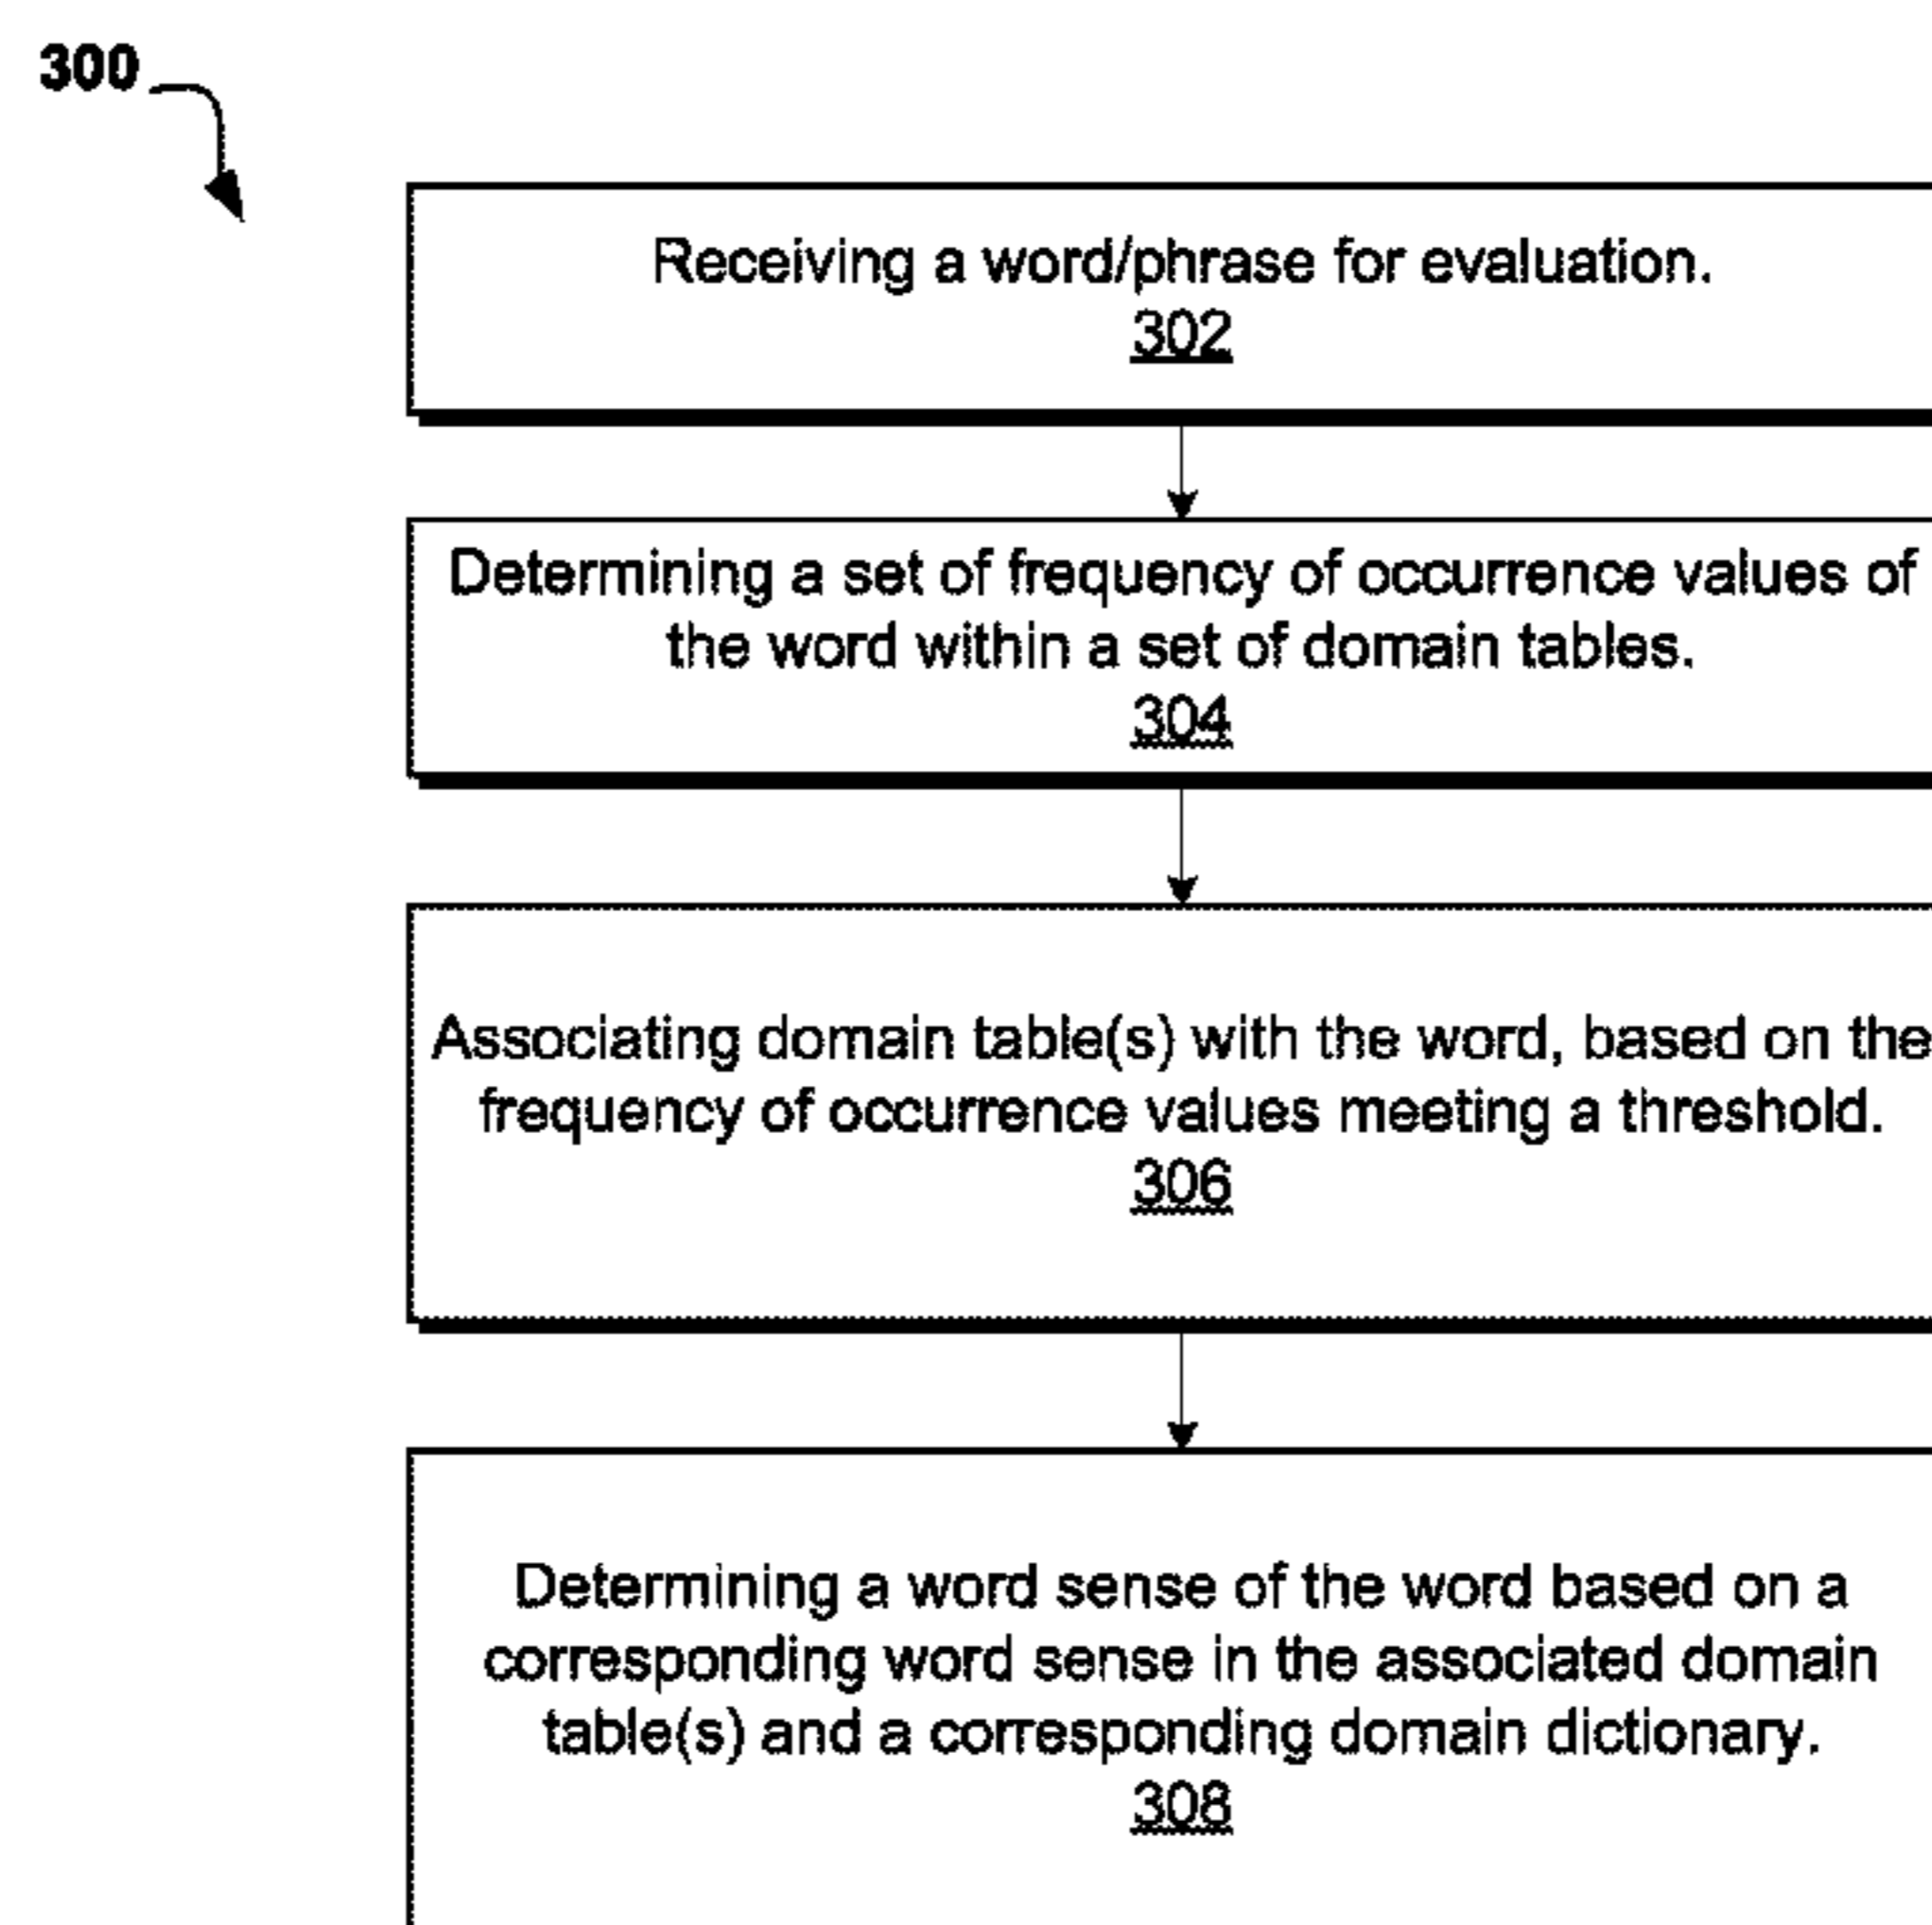 300
Receiving a word/phrase for evaluation.
302
Determining a set of frequency of occurrence values of
the word within a set of domain tables.
304
Associating domain table(s) with the word, based on the
frequency of occurrence values meeting a threshold.
306
Determining a word sense of the word based on a
corresponding word sense in the associated domain
table(s) and a corresponding domain dictionary.
308